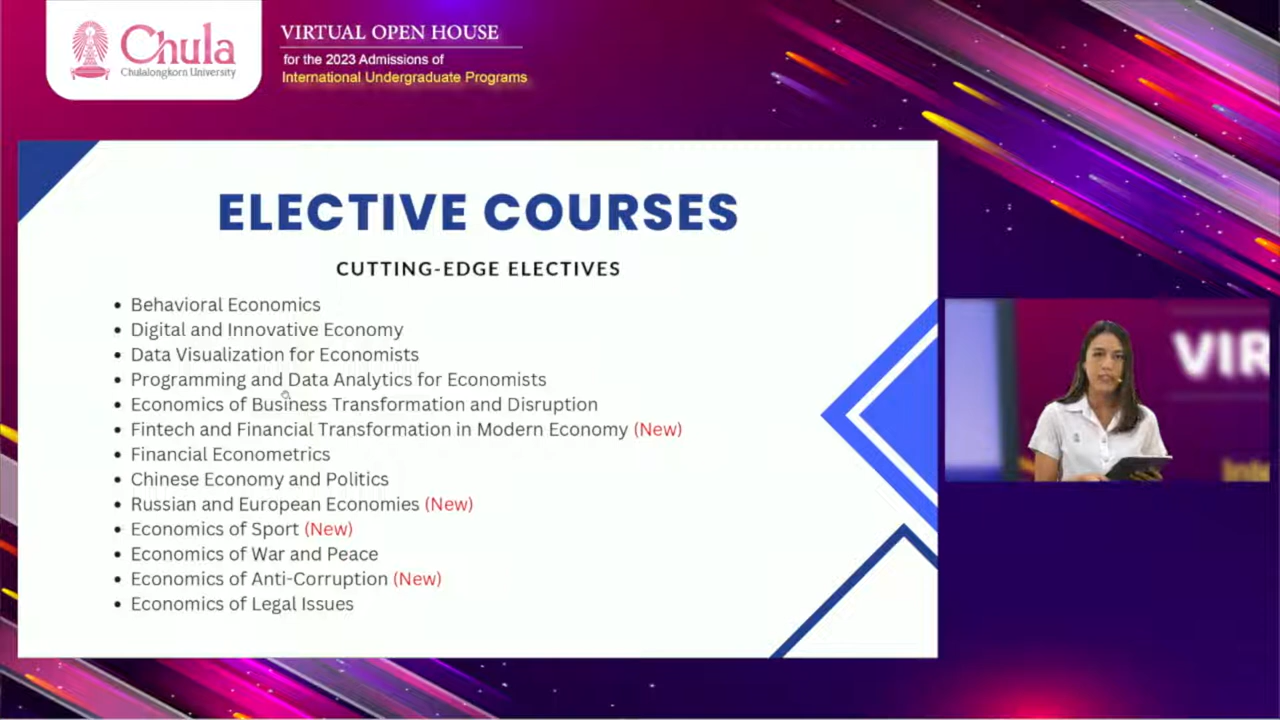 Chula
Chulalongkorn University
VIRTUAL OPEN HOUSE
for the 2023 Admissions of
International Undergraduate Programs
ELECTIVE COURSES
CUTTING-EDGE ELECTIVES
• Behavioral Economics
• Digital and Innovative Economy
• Data Visualization for Economists
• Programming and Data Analytics for Economists
• Economics of Business Transformation and Disruption
• Fintech and Financial Transformation in Modern Economy (New)
• Financial Econometrics
• Chinese Economy and Politics
• Russian and European Economies (New)
• Economics of Sport (New)
• Economics of War and Peace
• Economics of Anti-Corruption (New)
• Economics of Legal Issues
VIR